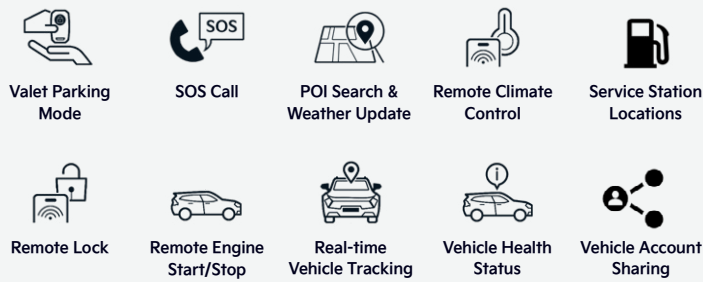 SOS
Valet Parking
Mode
SOS Call
POI Search &
Weather Update
Remote Climate
Control
Service Station
Locations
i
Remote Lock
Remote Engine
Start/Stop
Real-time
Vehicle Tracking
Vehicle Health
Status
Vehicle Account
Sharing